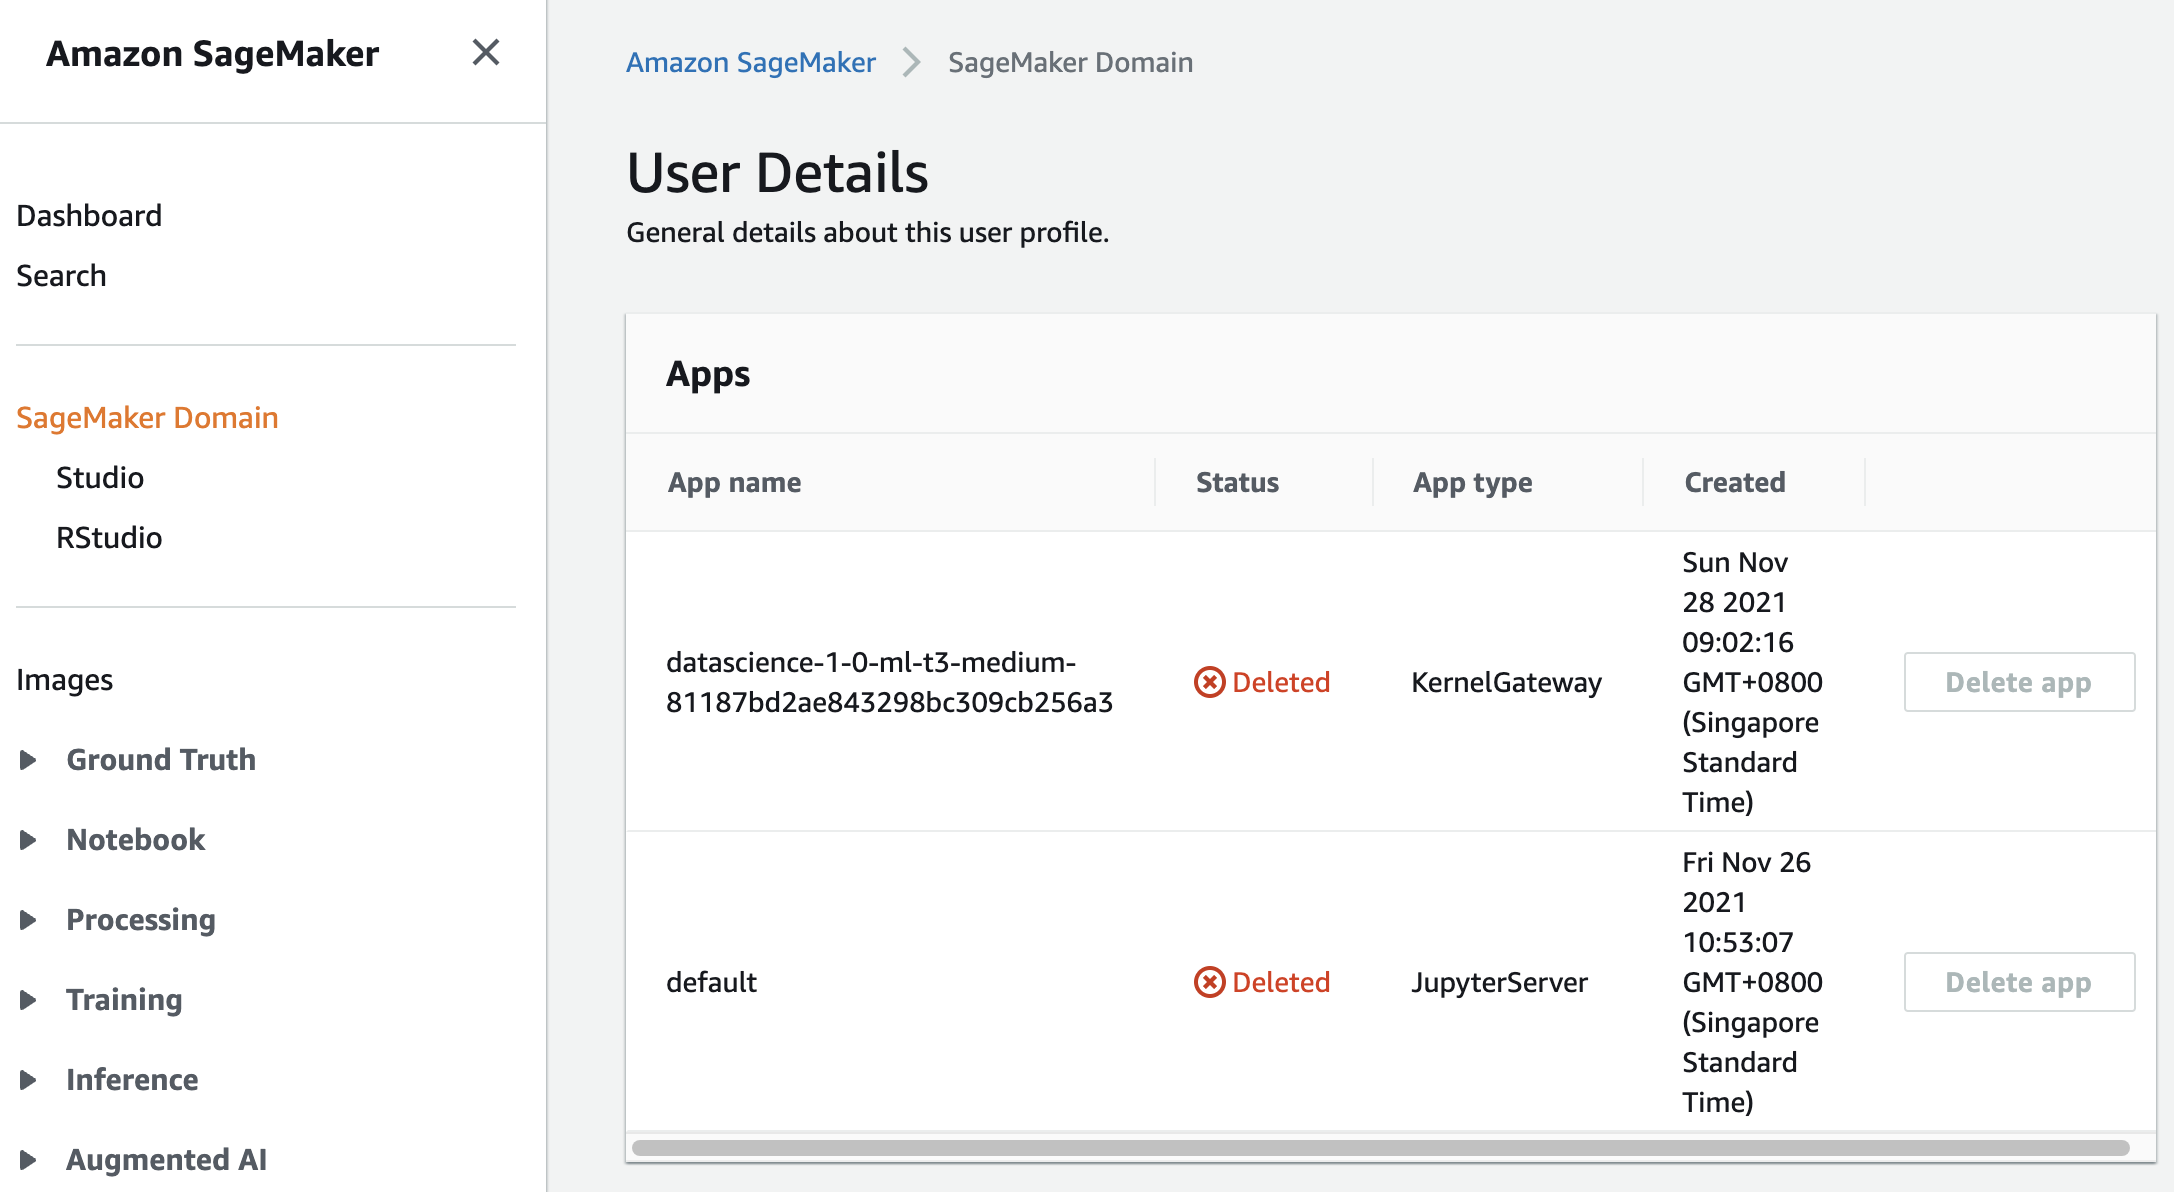 Amazon SageMaker
Dashboard
Search
SageMaker Domain
Studio
RStudio
Images
Ground Truth
Notebook
Processing
Training
Inference
Augmented AI
Amazon SageMaker
SageMaker Domain
User Details
General details about this user profile.
Apps
App name
Status
App type
Created
datascience-1-0-ml-t3-medium-
81187bd2ae843298bc309cb256a3
Deleted
KernelGateway
Sun Nov
28 2021
09:02:16
GMT+0800
(Singapore
Standard
Time)
Delete app
default
Deleted
JupyterServer
Fri Nov 26
2021
10:53:07
GMT+0800
(Singapore
Standard
Time)
Delete app